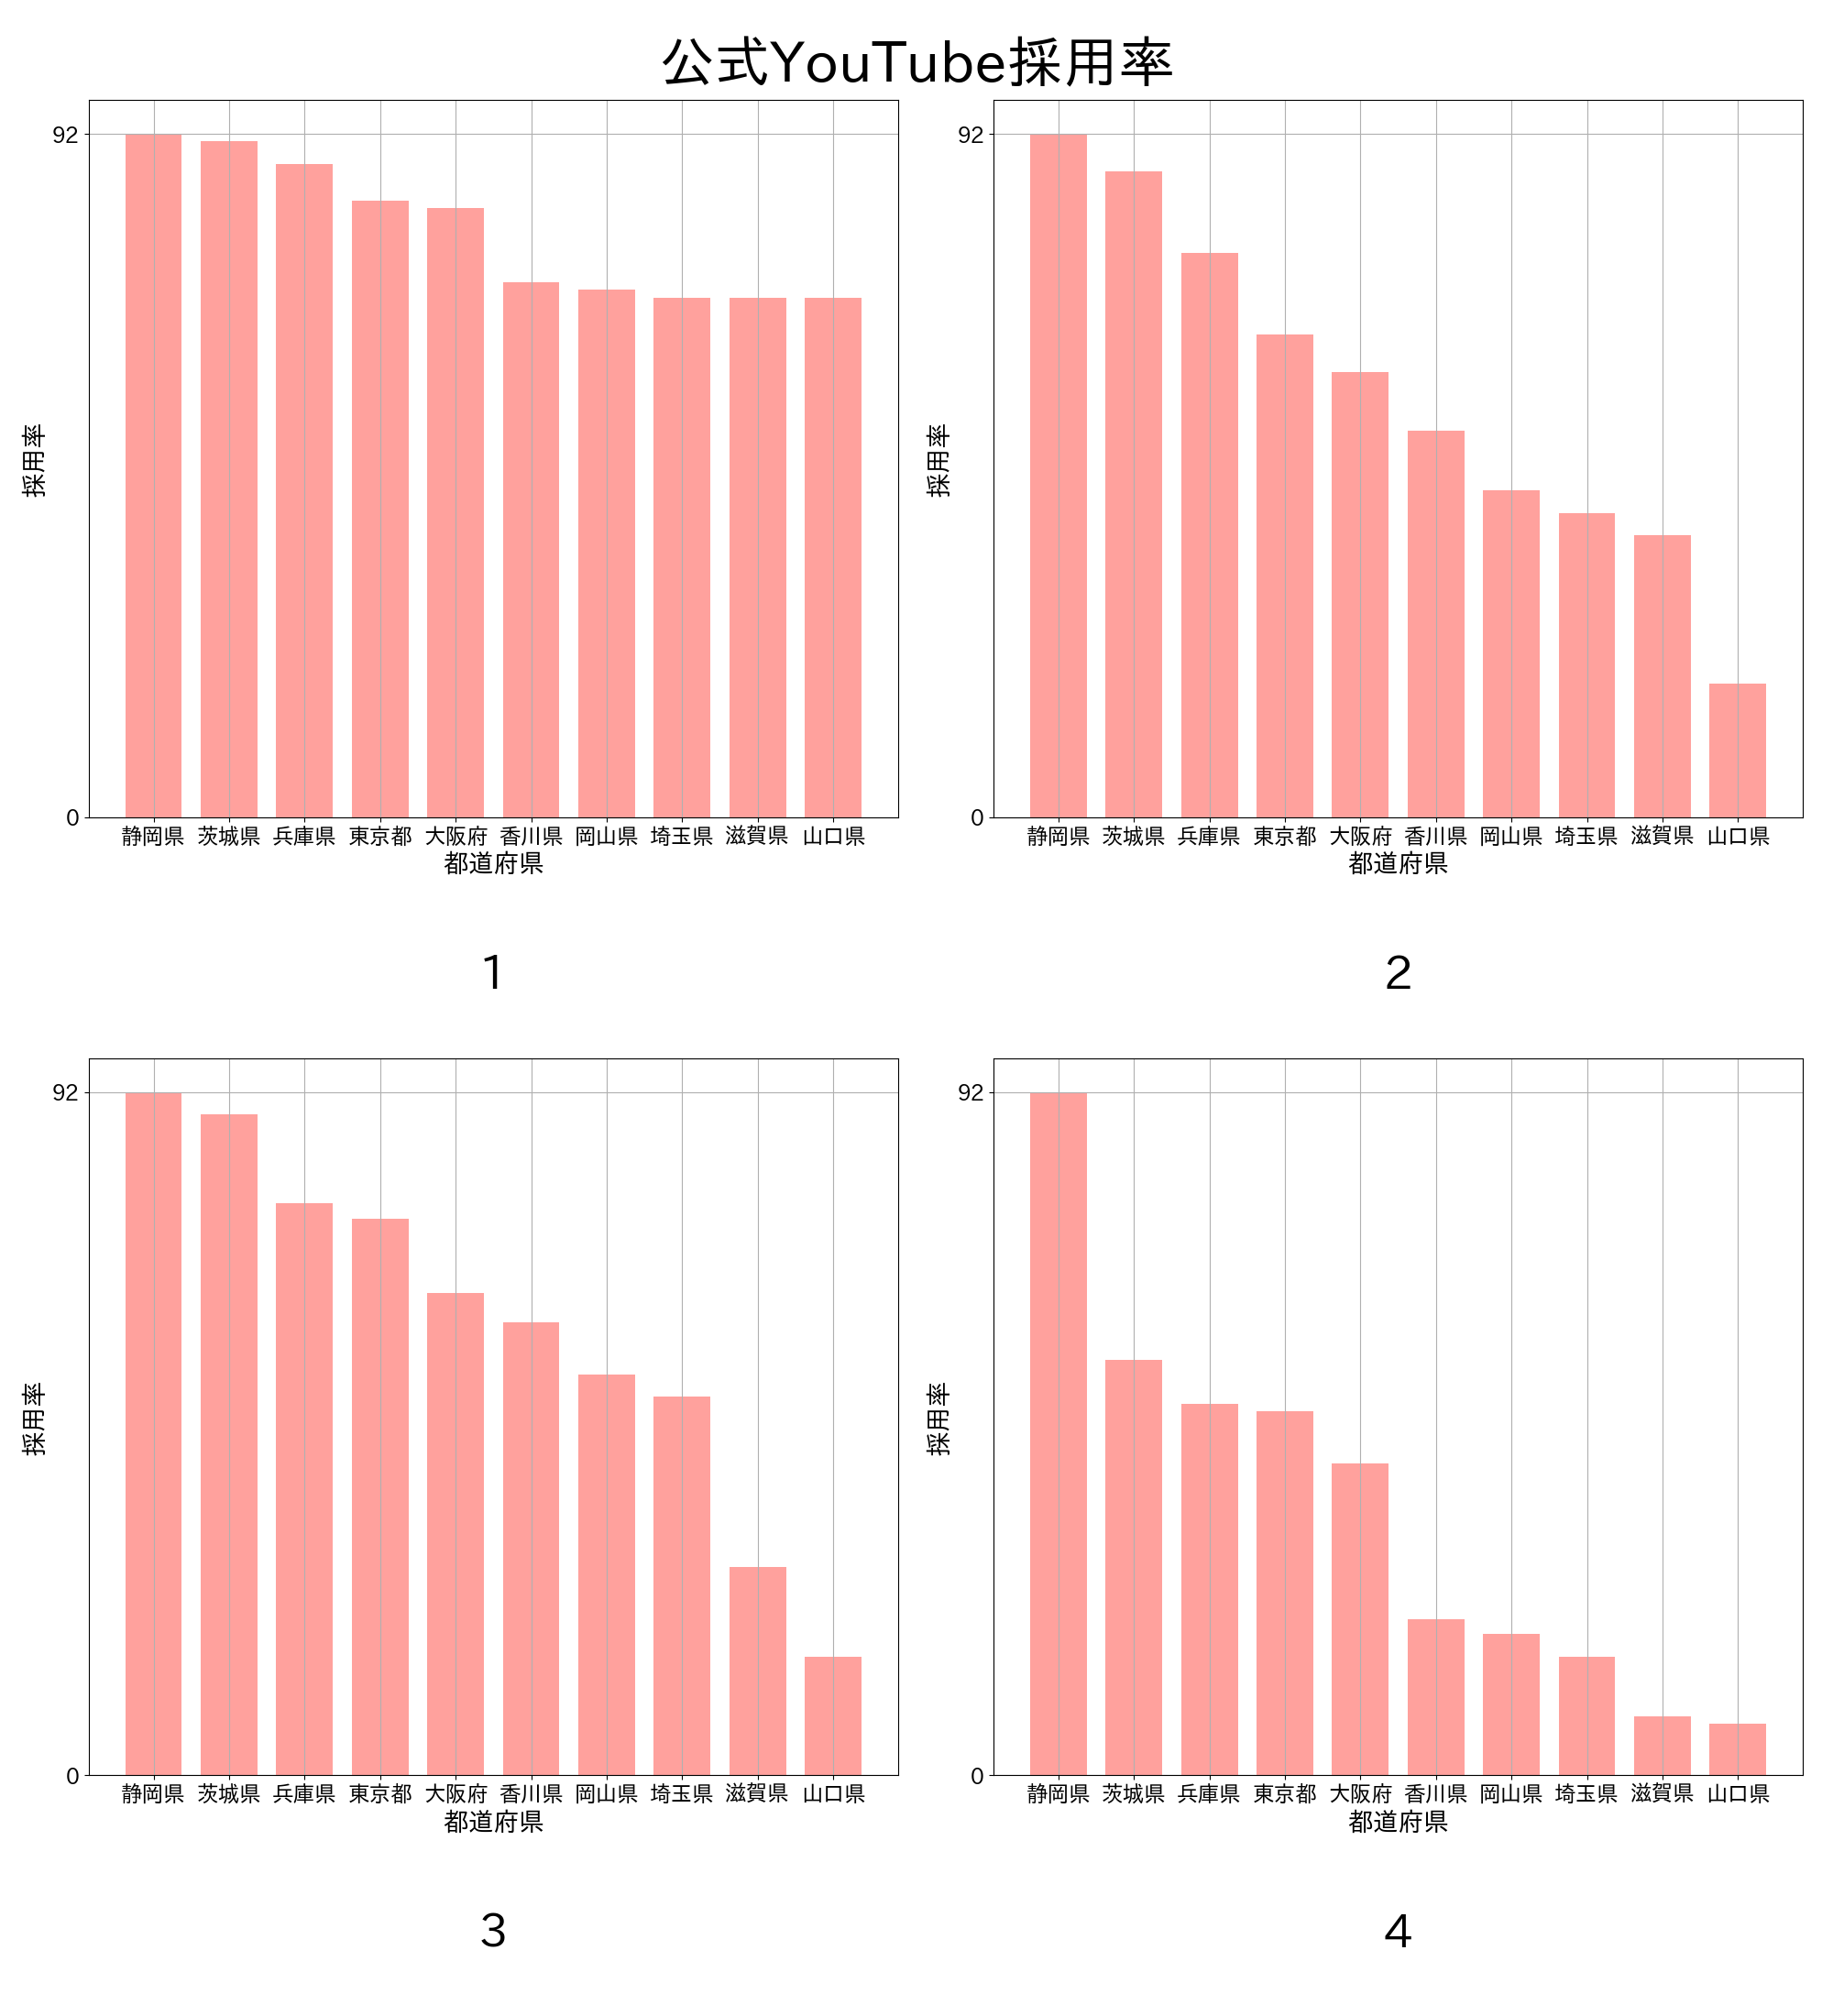 公式YouTube採用率
92
0
採用率
静岡県 茨城県 兵庫県 東京都 大阪府 香川県 岡山県 埼玉県 滋賀県 山口県
都道府県
1
92
0
採用率
静岡県 茨城県 兵庫県 東京都 大阪府 香川県 岡山県 埼玉県 滋賀県 山口県
都道府県
2
92
0
採用率
静岡県 茨城県 兵庫県 東京都 大阪府 香川県 岡山県 埼玉県 滋賀県 山口県
都道府県
3
92
0
採用率
静岡県 茨城県 兵庫県 東京都 大阪府 香川県 岡山県 埼玉県 滋賀県 山口県
都道府県
4